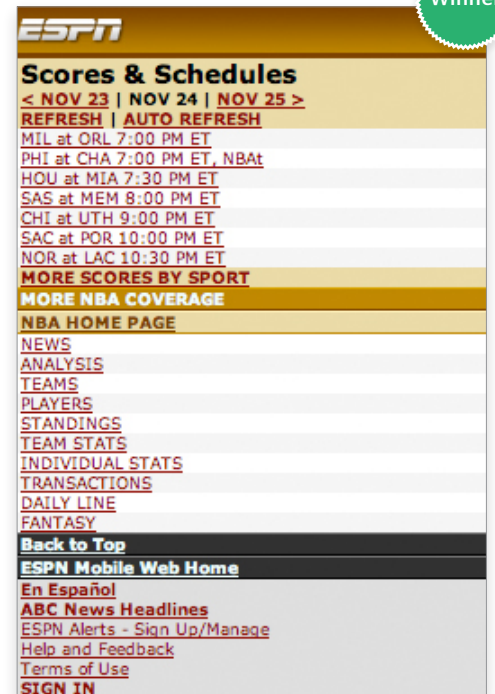 Winner
ESPN
Scores & Schedules
< NOV 23 | NOV 24 | NOV 25 >
REFRESH | AUTO REFRESH
MIL at ORL 7:00 PM ET
PHI at CHA 7:00 PM ET, NBAt
HOU at MIA 7:30 PM ET
SAS at MEM 8:00 PM ET
CHI at UTH 9:00 PM ET
SAC at POR 10:00 PM ET
NOR at LAC 10:30 PM ET
MORE SCORES BY SPORT
MORE NBA COVERAGE
NBA HOME PAGE
NEWS
ANALYSIS
TEAMS
PLAYERS
STANDINGS
TEAM STATS
INDIVIDUAL STATS
TRANSACTIONS
DAILY LINE
FANTASY
Back to Top
ESPN Mobile Web Home
En Español
ABC News Headlines
ESPN Alerts - Sign Up/Manage
Help and Feedback
Terms of Use
SIGN IN